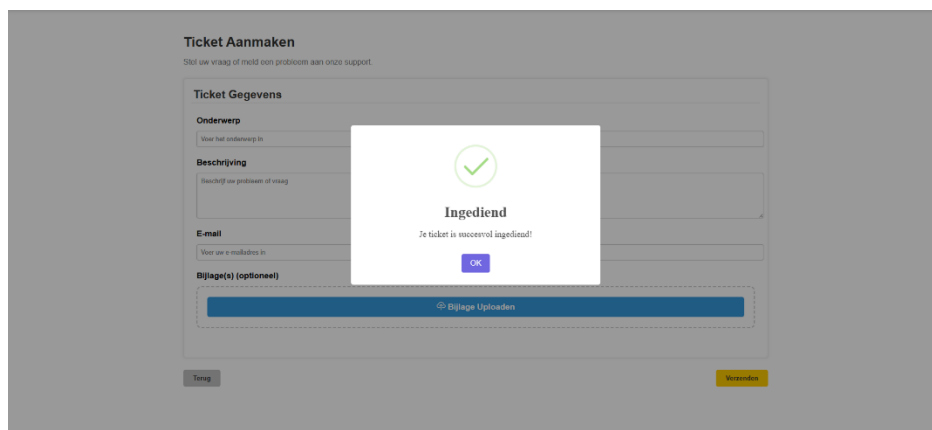 Ticket Aanmaken
Stel uw vraag of meld een probleem aan onze support
Ticket Gegevens
Onderwerp
Voer het onderwerp in
Beschrijving
Beschrijf uw probleem of vraag
Ingediend
E-mail
Je ticket is succesvol ingediend!
Voer uw e-mailadres in
OK
Bijlage(s) (optioneel)
Bijlage Uploaden
Terug
Verzenden